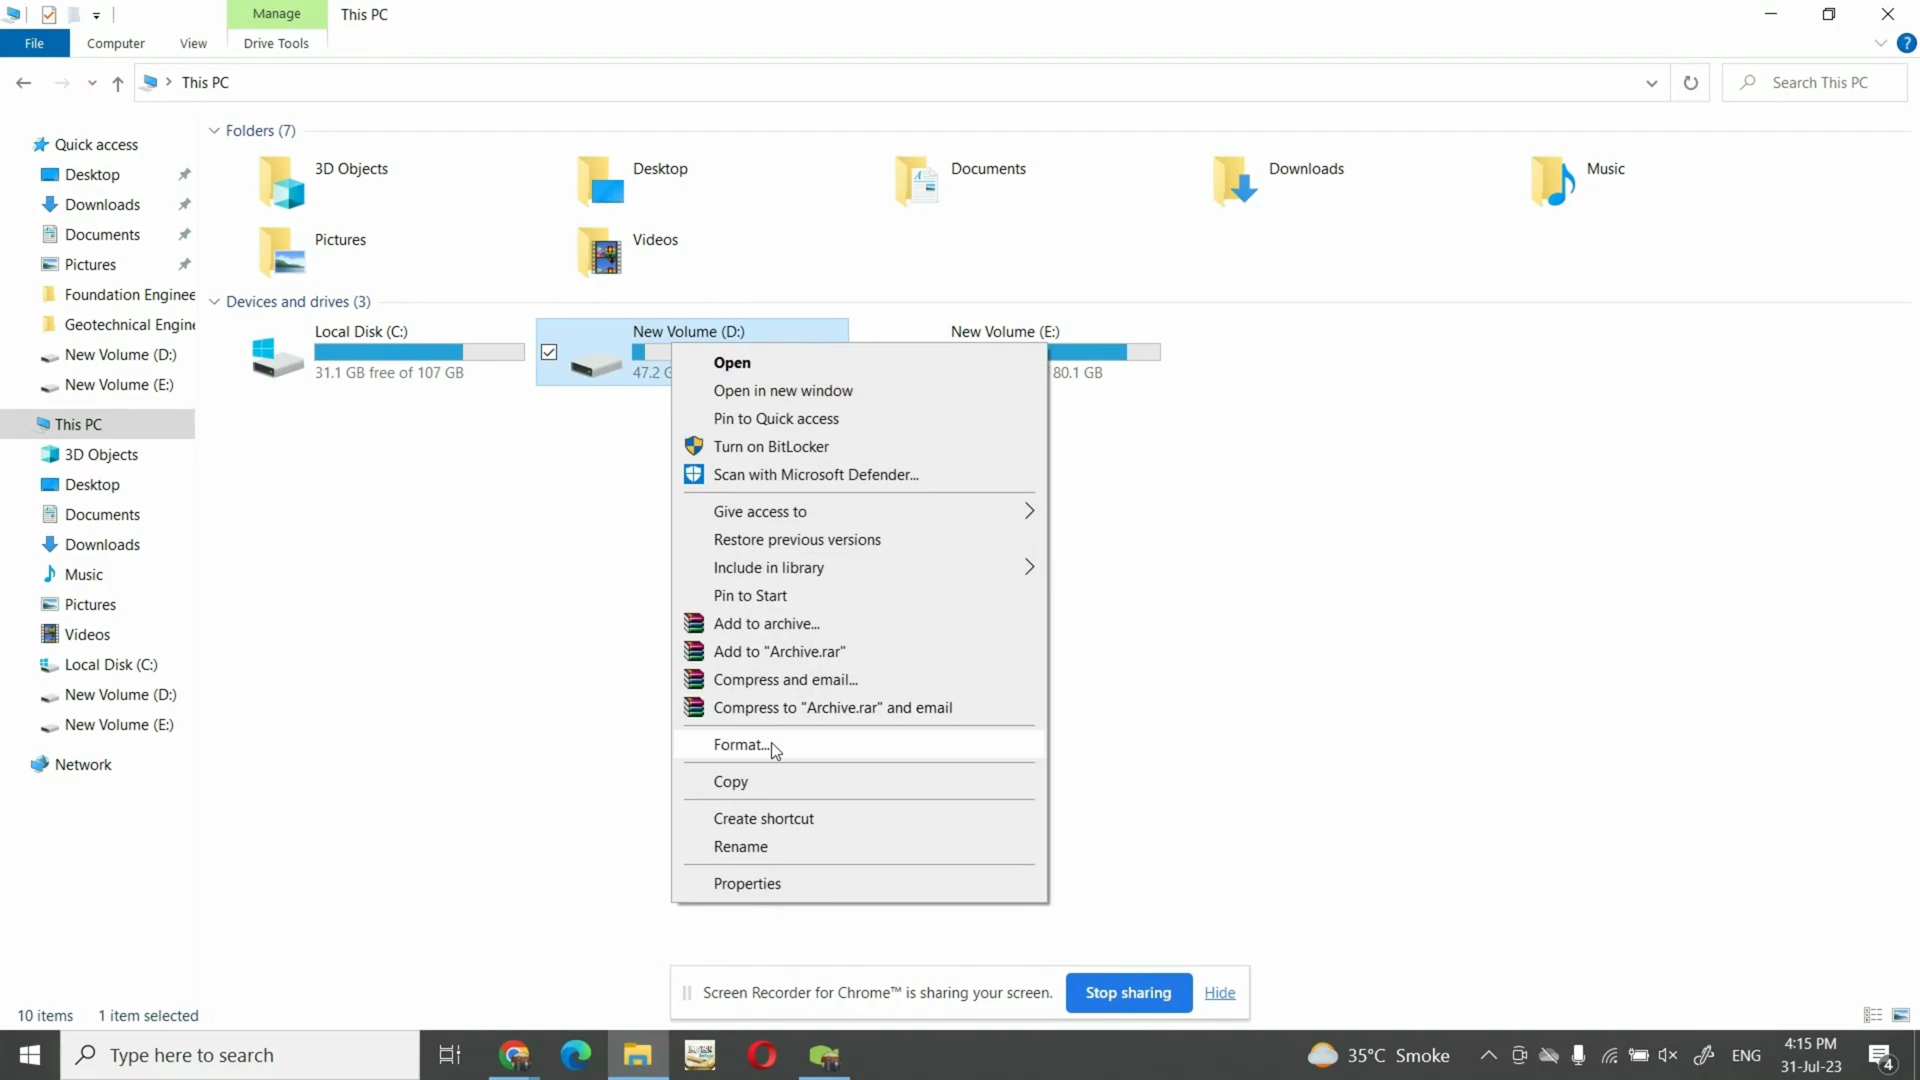 Manage
This PC
File
Computer
View
Drive Tools
This PC
Search This PC
Quick access
Desktop
Downloads
Documents
Pictures
Foundation Enginee
Geotechnical Engine
New Volume (D:)
New Volume (E:)
This PC
3D Objects
Desktop
Documents
Downloads
Music
Pictures
Videos
Local Disk (C:)
New Volume (D:)
New Volume (E:)
Network
Folders (7)
3D Objects
Desktop
Documents
Downloads
Music
Pictures
Videos
Devices and drives (3)
Local Disk (C:)
31.1 GB free of 107 GB
New Volume (D:)
47.2 G
New Volume (E:)
80.1 GB
Open
Open in new window
Pin to Quick access
Turn on BitLocker
Scan with Microsoft Defender...
Give access to
Restore previous versions
Include in library
Pin to Start
Add to archive...
Add to "Archive.rar"
Compress and email...
Compress to "Archive.rar" and email
Format...
Copy
Create shortcut
Rename
Properties
Screen Recorder for Chrome™ is sharing your screen.
Stop sharing
Hide
10 items
1 item selected
Type here to search
35°C Smoke
ENG
4:15 PM
31-Jul-23
4